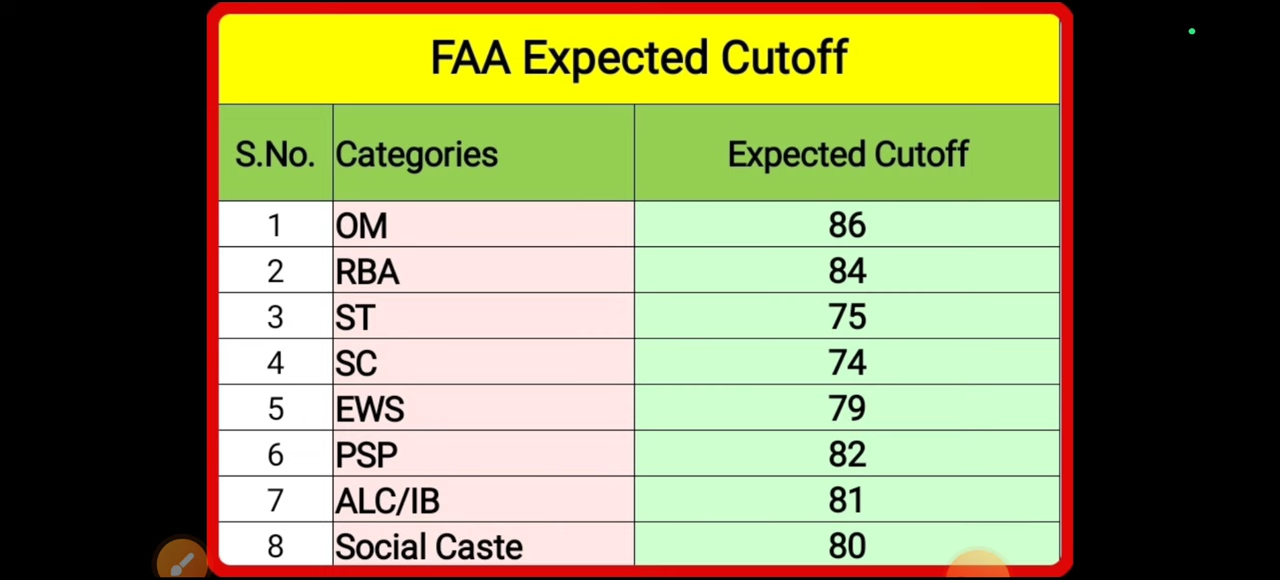 FAA Expected Cutoff
S.No. Categories Expected Cutoff
1 OM 86
2 RBA 84
3 ST 75
4 SC 74
5 EWS 79
6 PSP 82
7 ALC/IB 81
8 Social Caste 80